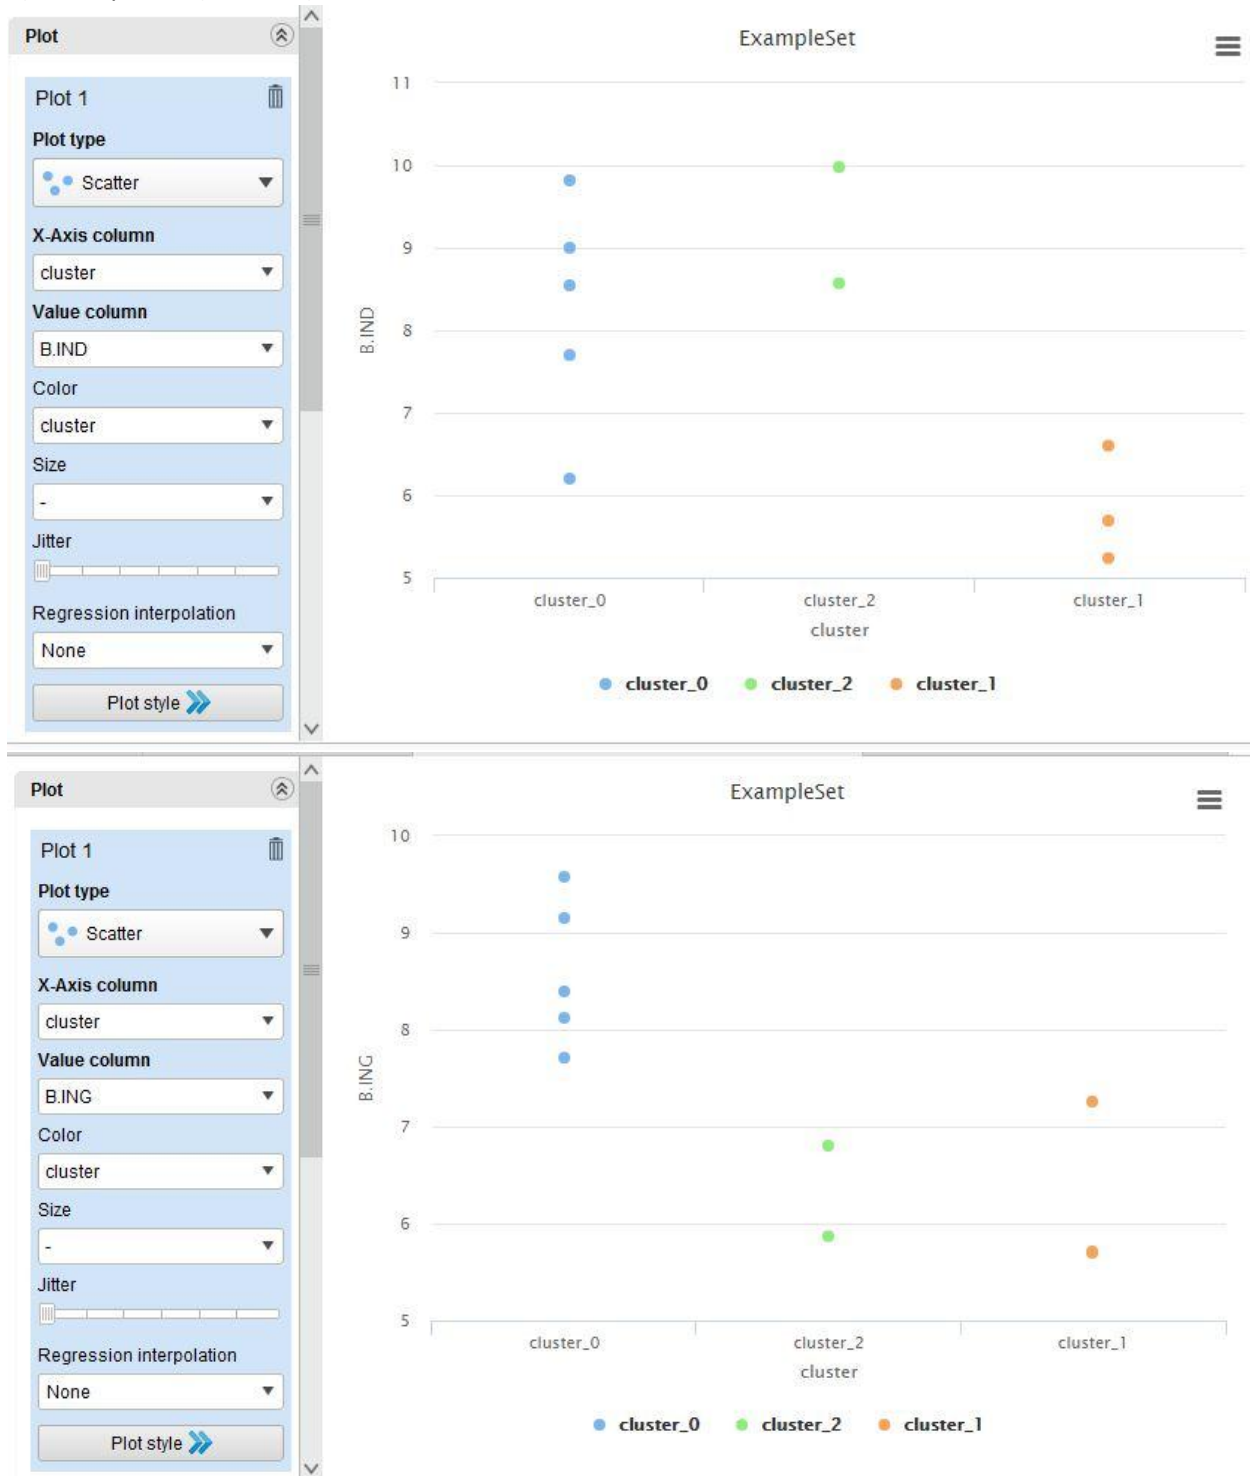 Plot
Plot 1
Plot type
Scatter
X-Axis column
cluster
Value column
B.IND
Color
cluster
Size
-
Jitter
Regression interpolation
None
Plot style
ExampleSet
11
10
9
8
7
6
5
B.IND
cluster_0 cluster_2 cluster_1
cluster
cluster_0 cluster_2 cluster_1
Plot
Plot 1
Plot type
Scatter
X-Axis column
cluster
Value column
B.ING
Color
cluster
Size
-
Jitter
Regression interpolation
None
Plot style
ExampleSet
10
9
8
7
6
5
B.ING
cluster_0 cluster_2 cluster_1
cluster
cluster_0 cluster_2 cluster_1